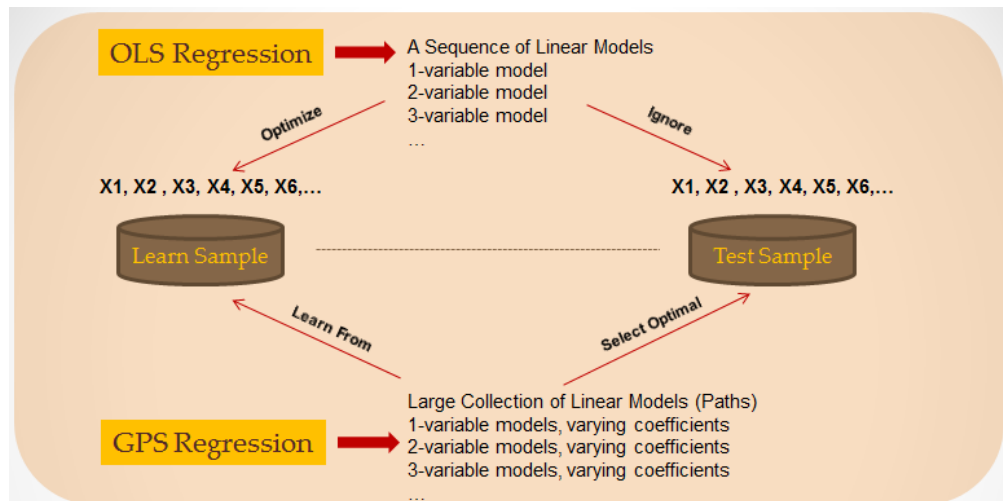 OLS Regression
A Sequence of Linear Models
1-variable model
2-variable model
3-variable model
...
Optimize
Ignore
X1, X2 , X3, X4, X5, X6,...
X1, X2 , X3, X4, X5, X6,...
Learn Sample
Test Sample
Learn From
Select Optimal
GPS Regression
Large Collection of Linear Models (Paths)
1-variable models, varying coefficients
2-variable models, varying coefficients
3-variable models, varying coefficients
...